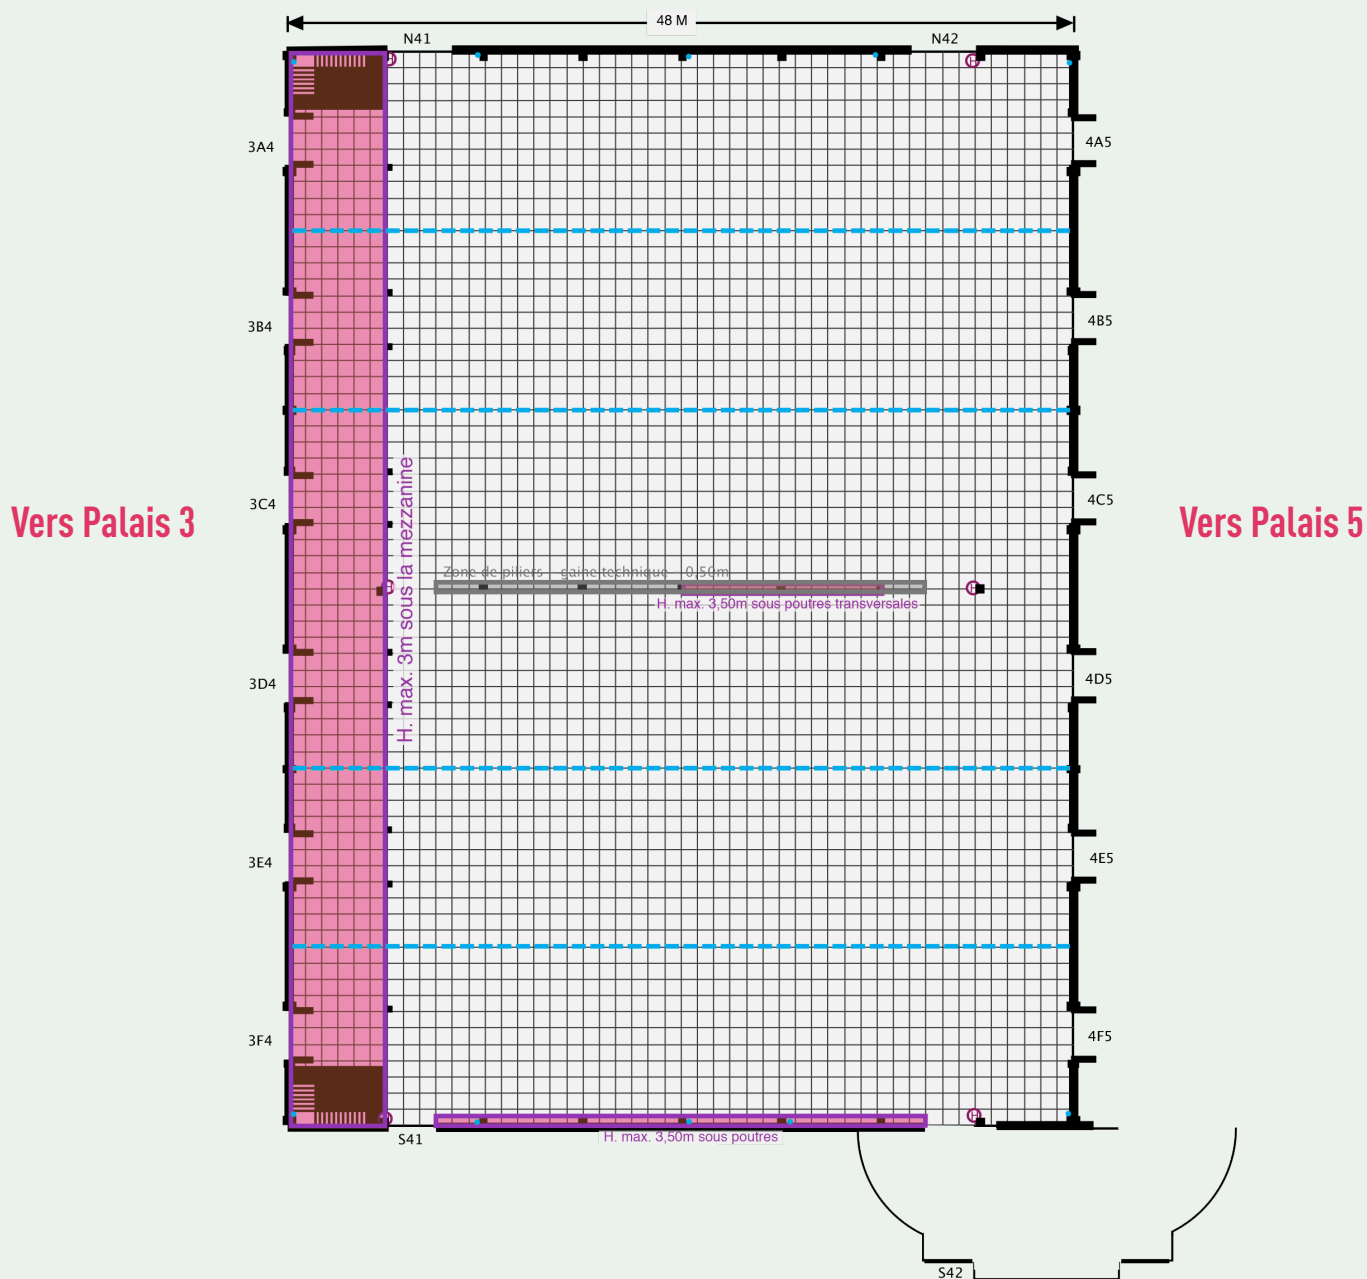 48 M
N41
N42
H
H
3A4
4A5
3B4
4B5
3C4
4C5
Vers Palais 3
Vers Palais 5
H. max. 3m sous la mezzanine
Zone de piliers - gaine technique - 0,50m
H
H
H. max. 3,50m sous poutres transversales
3D4
4D5
3E4
4E5
3F4
4F5
H
H
S41
H. max. 3,50m sous poutres
S42